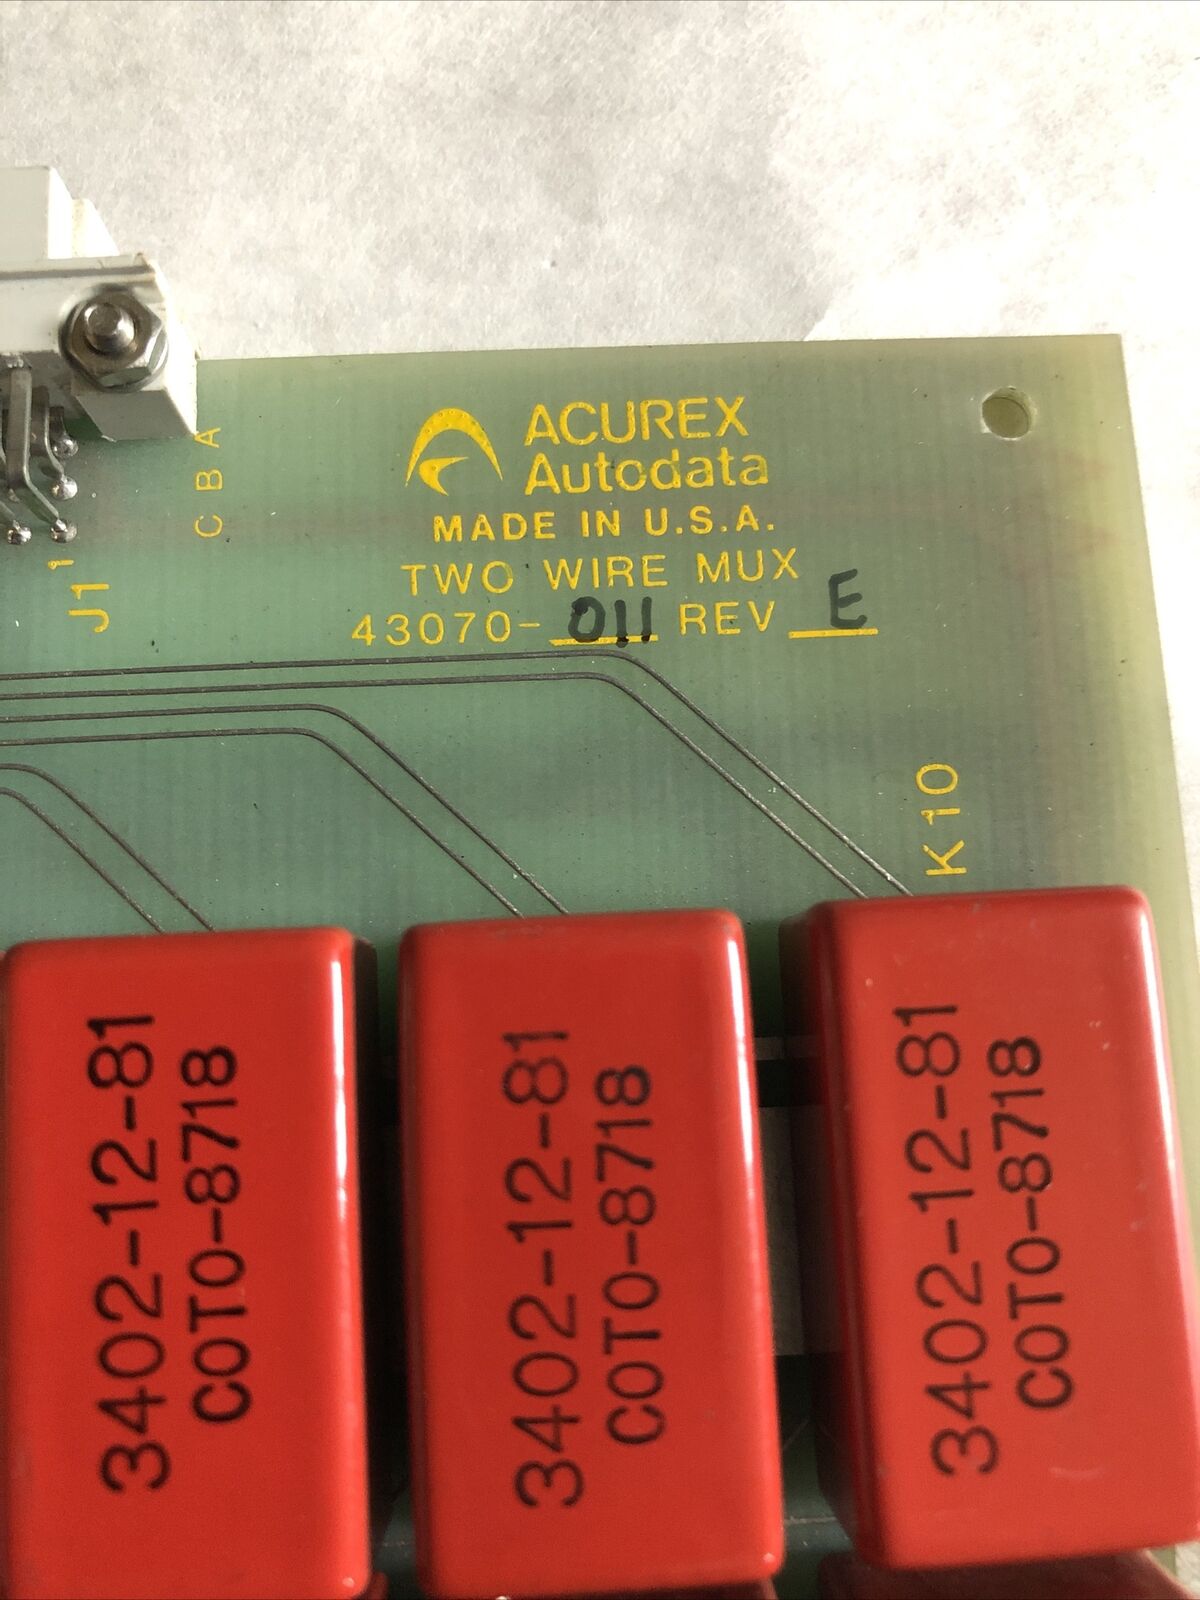 ACUREX
Autodata
MADE IN U.S.A.
TWO WIRE MUX
43070-011 REV E
C B A
J1
1
K10
3402-12-81
COTO-8718
3402-12-81
COTO-8718
3402-12-81
COTO-8718